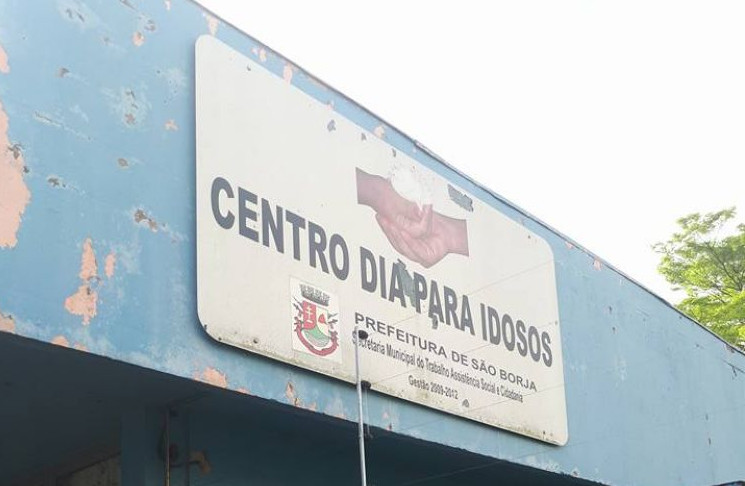 CENTRO DIA PARA IDOSOS
PREFEITURA DE SÃO BORJA
Secretaria Municipal do Trabalho Assistência Social e Cidadania
Gestão 2009-2012